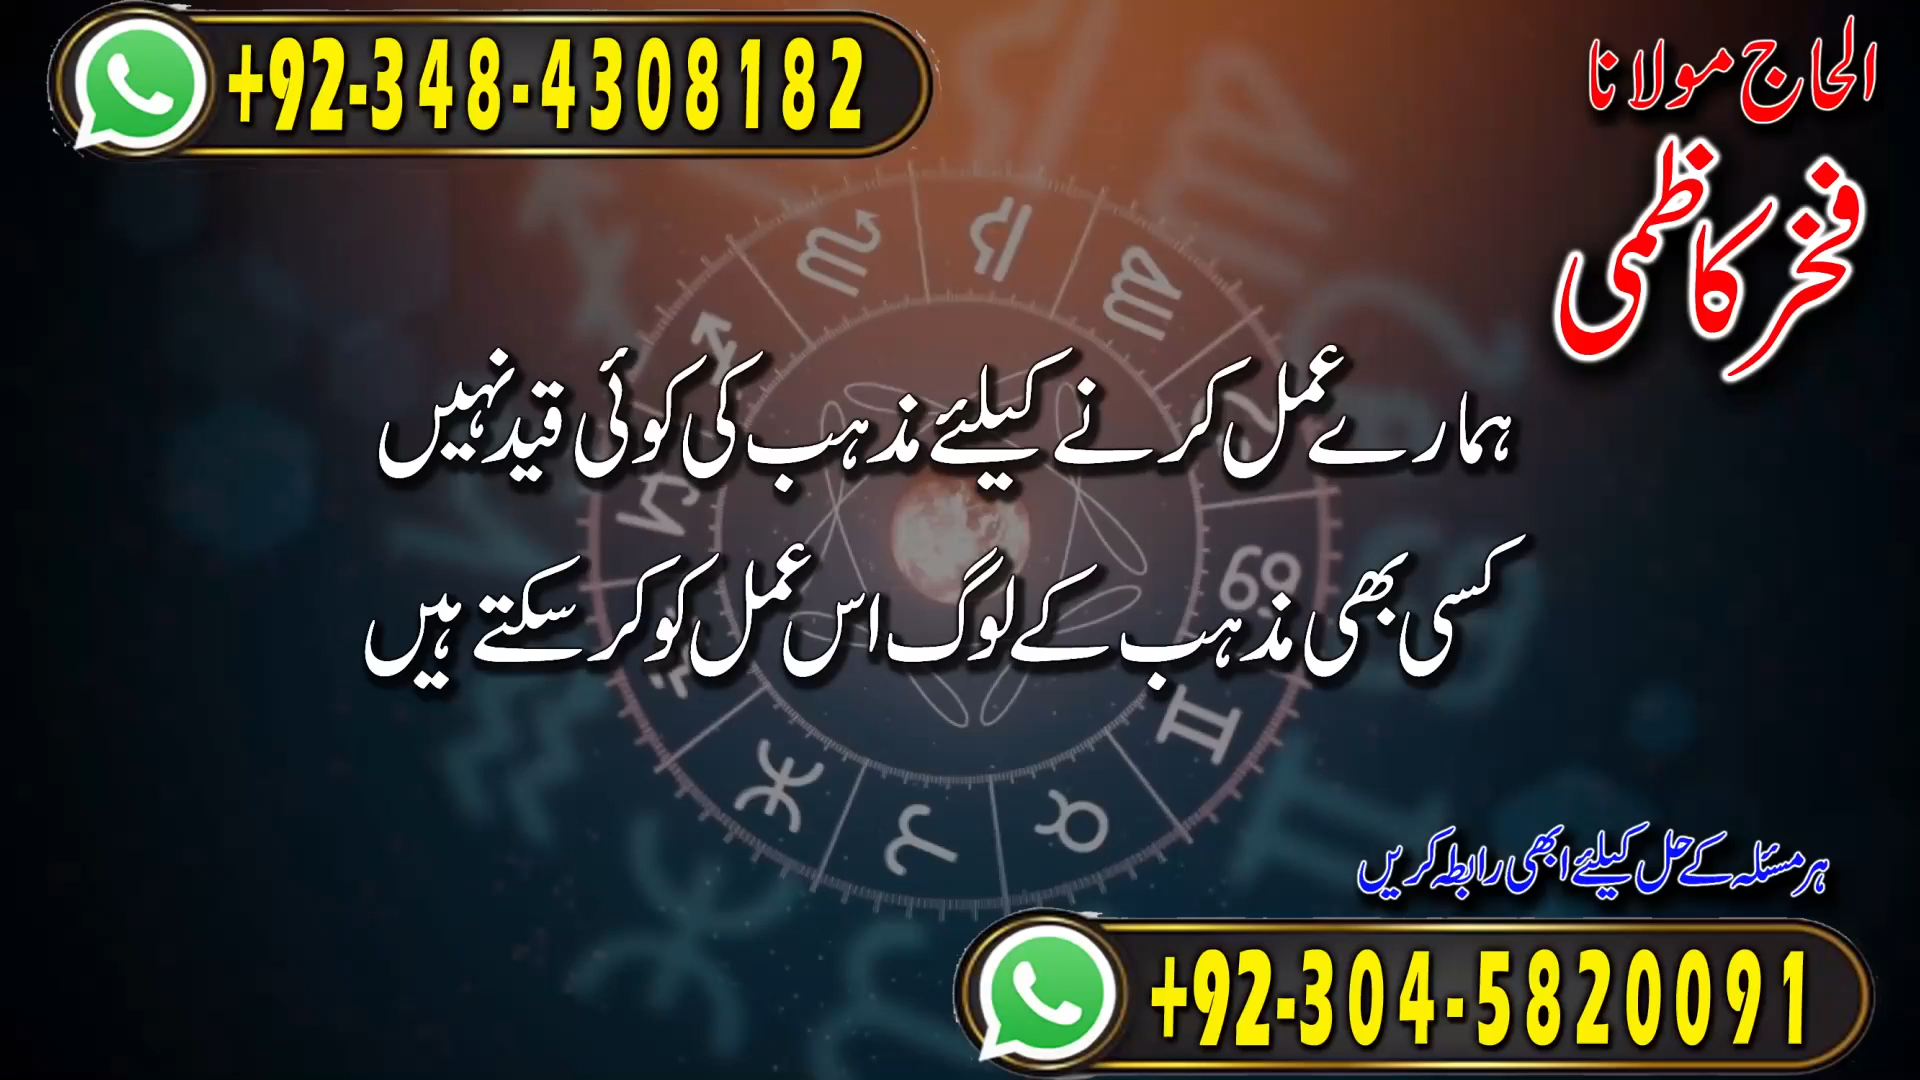 +92-348-4308182
الحاج مولانا
فخر کاظمی
ہمارے عمل کرنے کیلئے مذہب کی کوئی قید نہیں
کسی بھی مذہب کے لوگ اس عمل کو کر سکتے ہیں
ہر مسئلہ کے حل کیلئے ابھی رابطہ کریں
+92-304-5820091